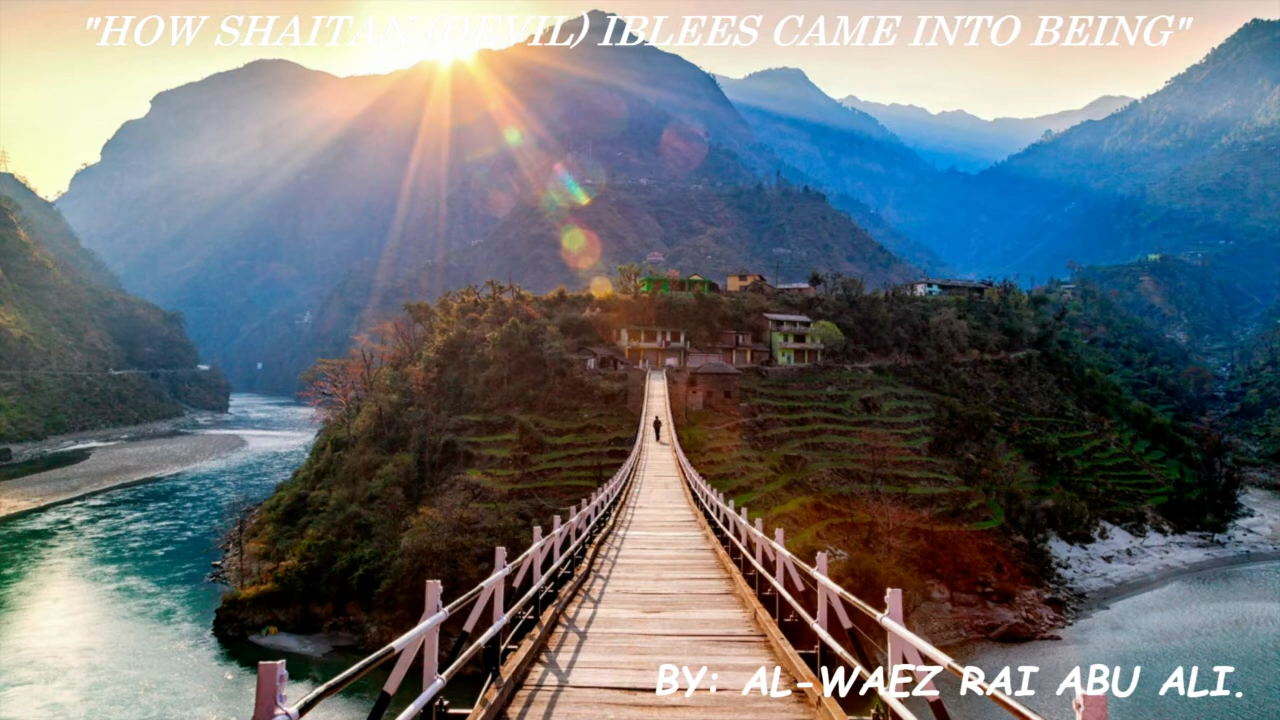 "HOW SHAITAN (DEVIL) IBLEES CAME INTO BEING"
BY: AL-WAEZ RAI ABU ALI.